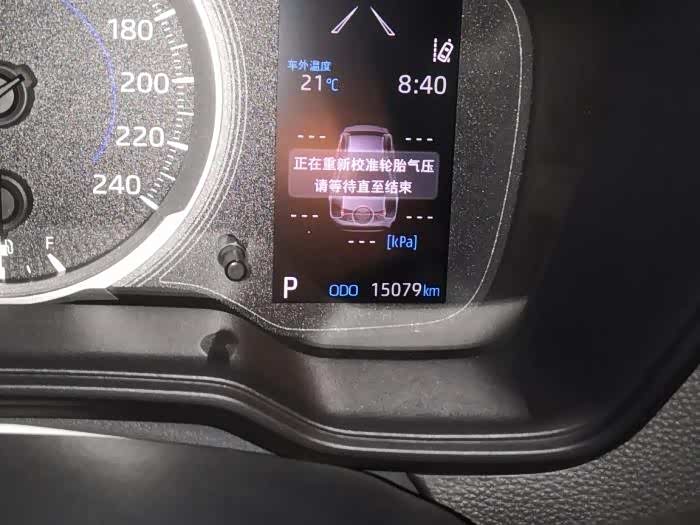 180
200
220
240
F
车外温度
21°C
8:40
--- ---
正在重新校准轮胎气压
请等待直至结束
--- ---
--- [kPa]
P ODO 15079km